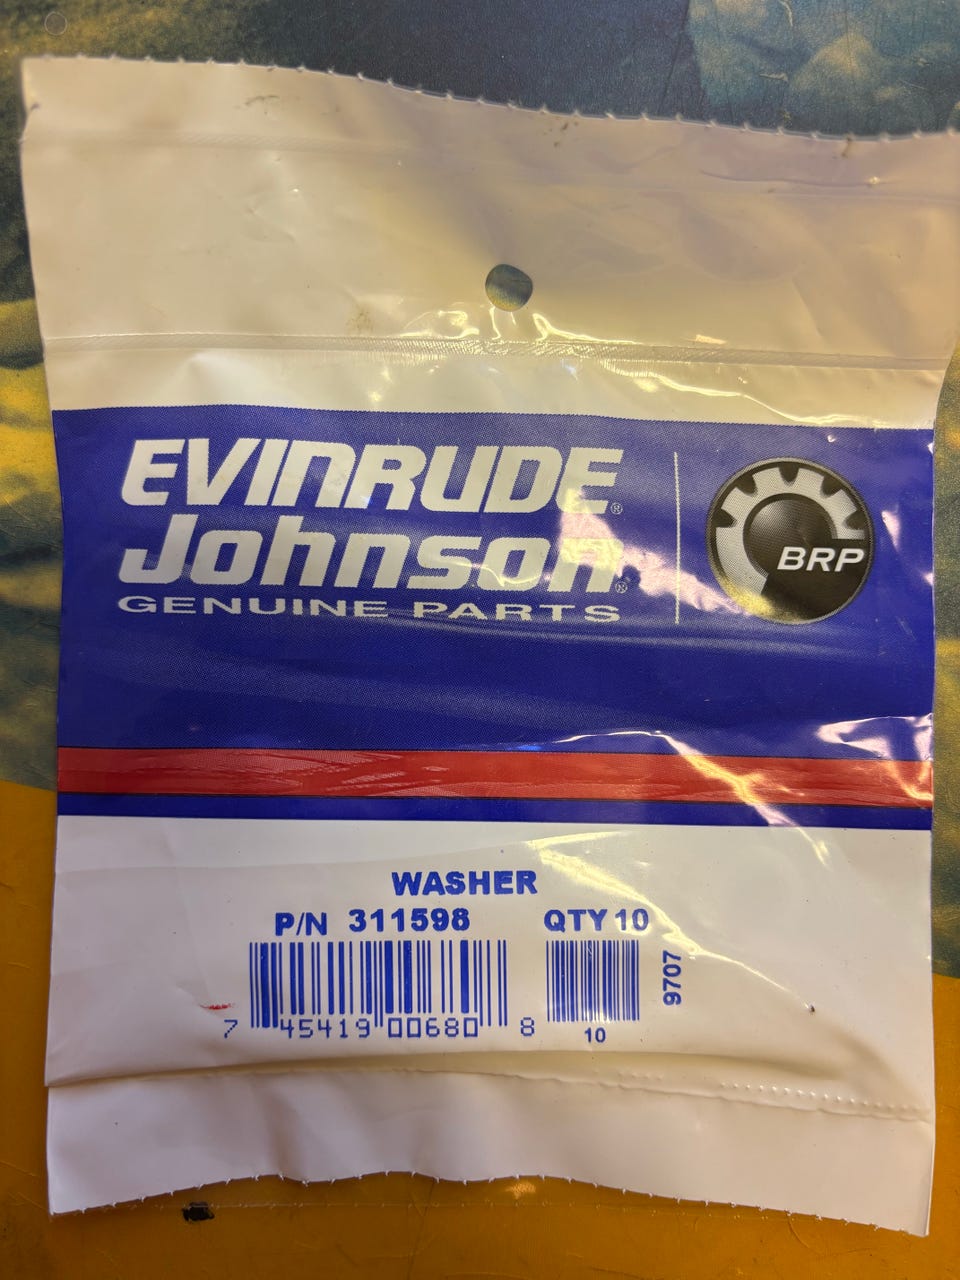 EVINRUDE®
Johnson®
GENUINE PARTS
BRP
WASHER
P/N 311598 QTY 10
9707
7 45419 00680 8
10